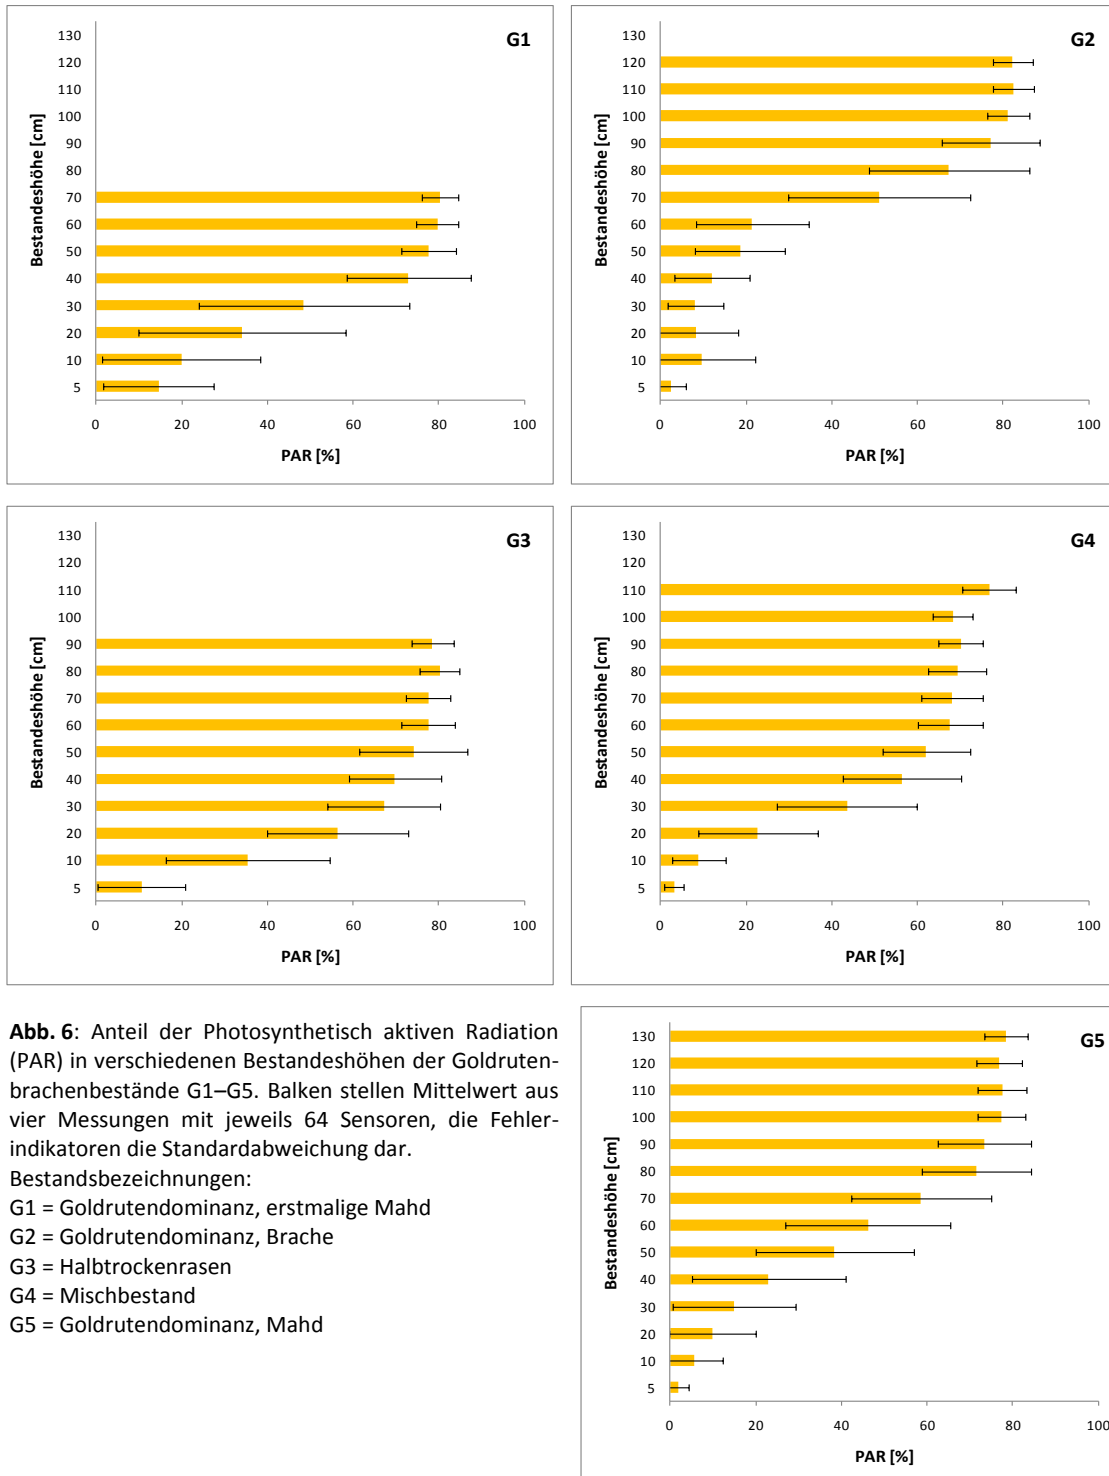 G1
Bestandeshöhe [cm]
130
120
110
100
90
80
70
60
50
40
30
20
10
5
0 20 40 60 80 100
PAR [%]
G2
Bestandeshöhe [cm]
130
120
110
100
90
80
70
60
50
40
30
20
10
5
0 20 40 60 80 100
PAR [%]
G3
Bestandeshöhe [cm]
130
120
110
100
90
80
70
60
50
40
30
20
10
5
0 20 40 60 80 100
PAR [%]
G4
Bestandeshöhe [cm]
130
120
110
100
90
80
70
60
50
40
30
20
10
5
0 20 40 60 80 100
PAR [%]
Abb. 6: Anteil der Photosynthetisch aktiven Radiation
(PAR) in verschiedenen Bestandeshöhen der Goldruten-
brachenbestände G1–G5. Balken stellen Mittelwert aus
vier Messungen mit jeweils 64 Sensoren, die Fehler-
indikatoren die Standardabweichung dar.
Bestandsbezeichnungen:
G1 = Goldrutendominanz, erstmalige Mahd
G2 = Goldrutendominanz, Brache
G3 = Halbtrockenrasen
G4 = Mischbestand
G5 = Goldrutendominanz, Mahd
G5
Bestandeshöhe [cm]
130
120
110
100
90
80
70
60
50
40
30
20
10
5
0 20 40 60 80 100
PAR [%]